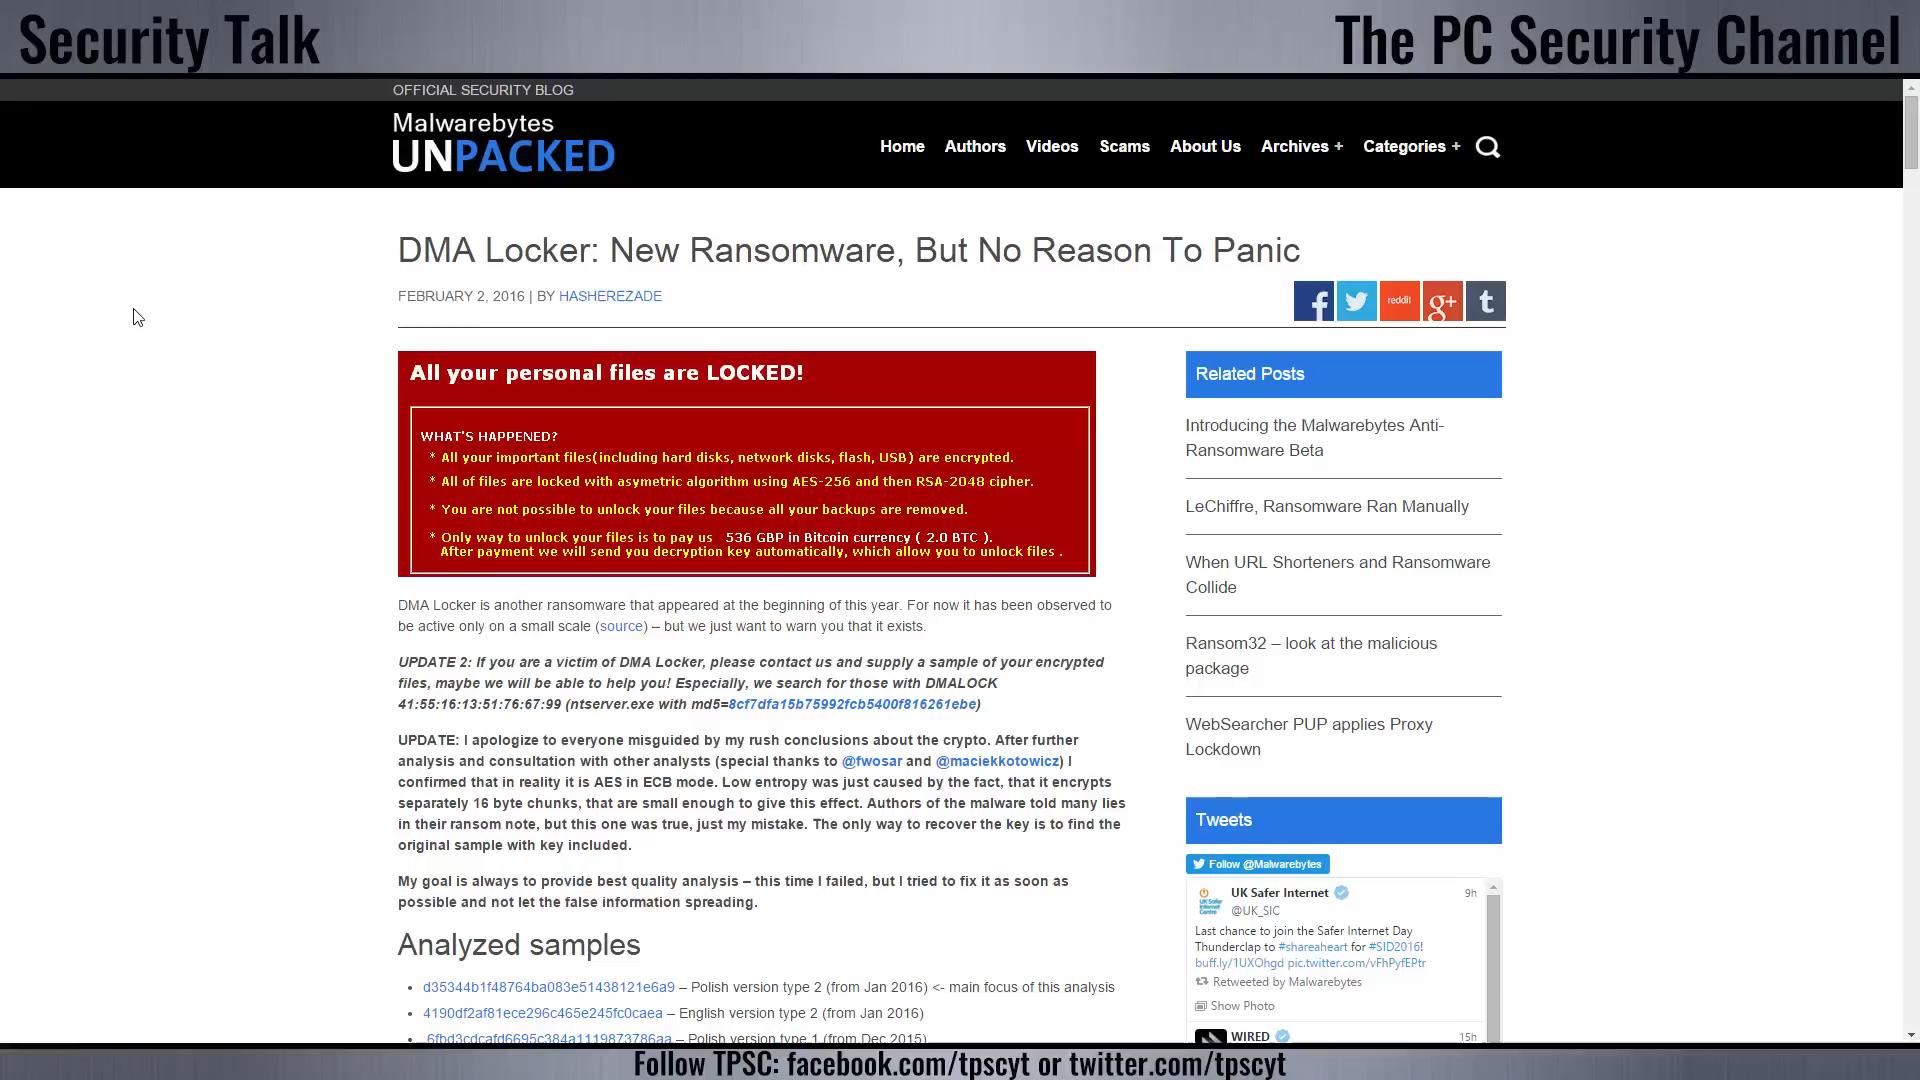 Security Talk
The PC Security Channel
OFFICIAL SECURITY BLOG
Malwarebytes
UNPACKED
Home Authors Videos Scams About Us Archives + Categories +
DMA Locker: New Ransomware, But No Reason To Panic
FEBRUARY 2, 2016 | BY HASHEREZADE
reddit
g+
t
All your personal files are LOCKED!
WHAT'S HAPPENED?
* All your important files(including hard disks, network disks, flash, USB) are encrypted.
* All of files are locked with asymetric algorithm using AES-256 and then RSA-2048 cipher.
* You are not possible to unlock your files because all your backups are removed.
* Only way to unlock your files is to pay us 536 GBP in Bitcoin currency ( 2.0 BTC ).
After payment we will send you decryption key automatically, which allow you to unlock files .
DMA Locker is another ransomware that appeared at the beginning of this year. For now it has been observed to
be active only on a small scale (source) – but we just want to warn you that it exists.
UPDATE 2: If you are a victim of DMA Locker, please contact us and supply a sample of your encrypted
files, maybe we will be able to help you! Especially, we search for those with DMALOCK
41:55:16:13:51:76:67:99 (ntserver.exe with md5=8cf7dfa15b75992fcb5400f816261ebe)
UPDATE: I apologize to everyone misguided by my rush conclusions about the crypto. After further
analysis and consultation with other analysts (special thanks to @fwosar and @maciekkotowicz) I
confirmed that in reality it is AES in ECB mode. Low entropy was just caused by the fact, that it encrypts
separately 16 byte chunks, that are small enough to give this effect. Authors of the malware told many lies
in their ransom note, but this one was true, just my mistake. The only way to recover the key is to find the
original sample with key included.
My goal is always to provide best quality analysis – this time I failed, but I tried to fix it as soon as
possible and not let the false information spreading.
Analyzed samples
• d35344b1f48764ba083e51438121e6a9 – Polish version type 2 (from Jan 2016) <- main focus of this analysis
• 4190df2af81ece296c465e245fc0caea – English version type 2 (from Jan 2016)
• 6fbd3cdcafd6695c384a1119873786aa – Polish version type 1 (from Dec 2015)
Related Posts
Introducing the Malwarebytes Anti-
Ransomware Beta
LeChiffre, Ransomware Ran Manually
When URL Shorteners and Ransomware
Collide
Ransom32 – look at the malicious
package
WebSearcher PUP applies Proxy
Lockdown
Tweets
Follow @Malwarebytes
UK Safer Internet 9h
@UK_SIC
Last chance to join the Safer Internet Day
Thunderclap to #shareaheart for #SID2016!
buff.ly/1UXOhgd pic.twitter.com/vFhPyfEPtr
Retweeted by Malwarebytes
Show Photo
WIRED 15h
Follow TPSC: facebook.com/tpscyt or twitter.com/tpscyt